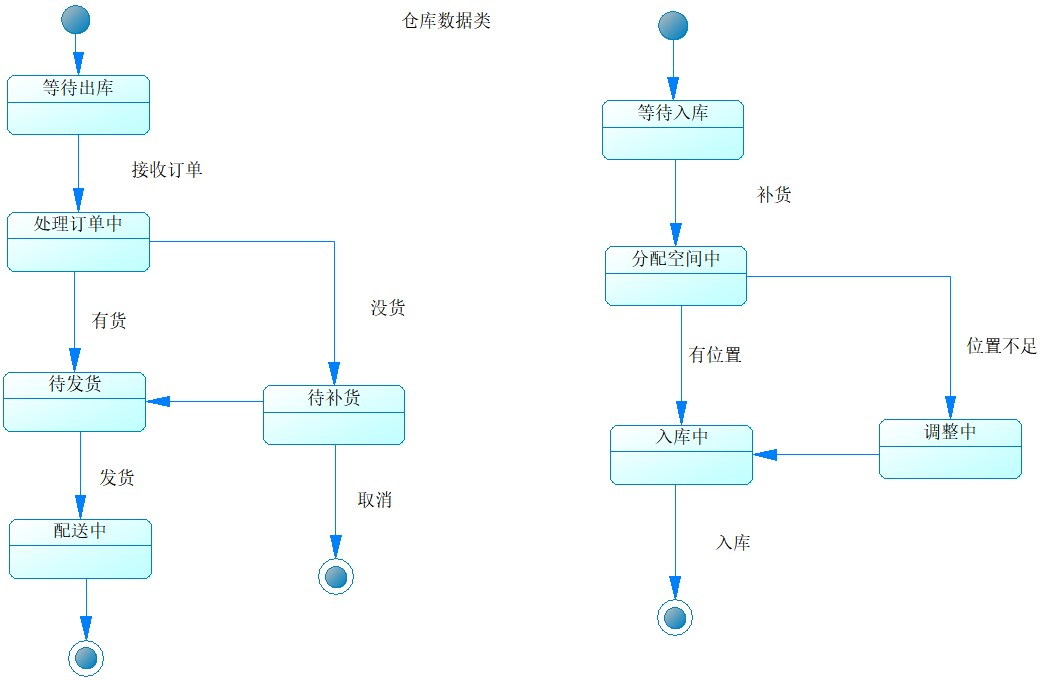 仓库数据类
等待出库
接收订单
处理订单中
有货
没货
待发货
待补货
发货
取消
配送中
等待入库
补货
分配空间中
有位置
位置不足
入库中
调整中
入库